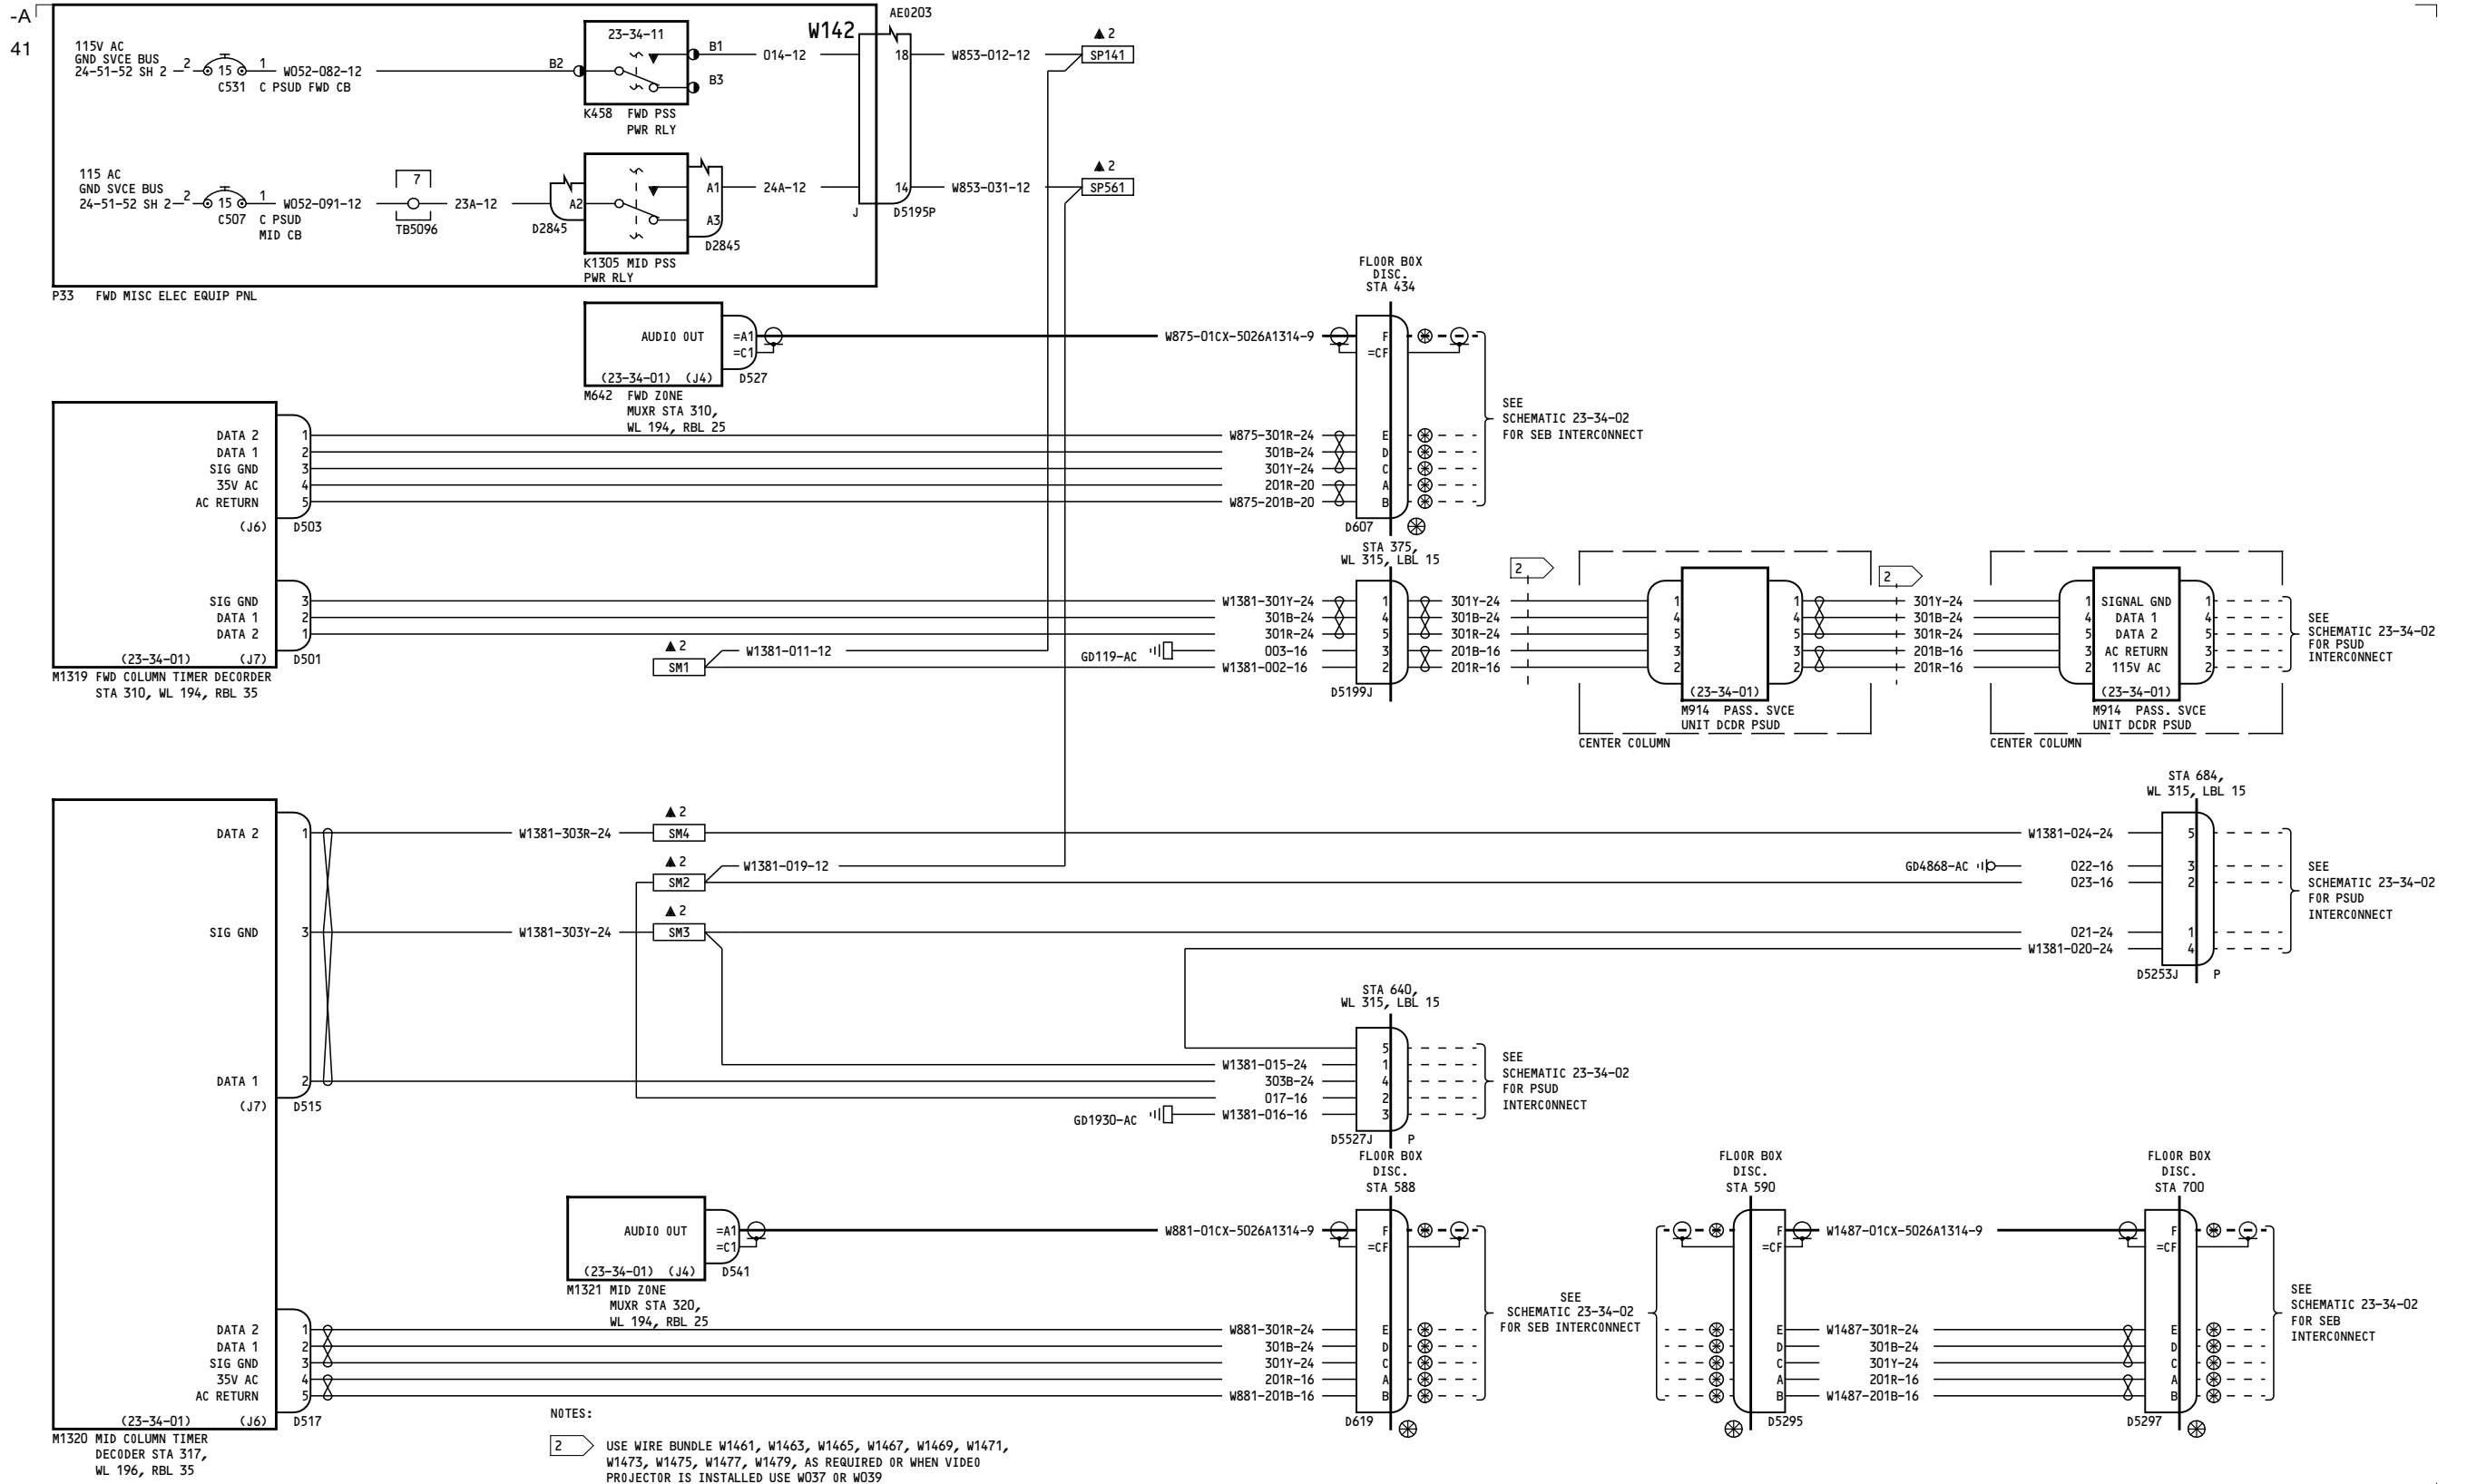 -A
41
115V AC
GND SVCE BUS
24-51-52 SH 2
2
15
1
W052-082-12
C531 C PSUD FWD CB
B2
23-34-11
B1
B3
014-12
K458 FWD PSS
PWR RLY
W142
AE0203
18
W853-012-12
▲ 2
SP141
115 AC
GND SVCE BUS
24-51-52 SH 2
2
15
1
W052-091-12
C507 C PSUD
MID CB
7
TB5096
23A-12
A2
D2845
A1
A3
D2845
24A-12
K1305 MID PSS
PWR RLY
14
J
D5195P
W853-031-12
▲ 2
SP561
P33 FWD MISC ELEC EQUIP PNL
AUDIO OUT
=A1
=C1
(23-34-01) (J4)
D527
M642 FWD ZONE
MUXR STA 310,
WL 194, RBL 25
W875-01CX-5026A1314-9
FLOOR BOX
DISC.
STA 434
F
=CF
E
D
C
A
B
D607
SEE
SCHEMATIC 23-34-02
FOR SEB INTERCONNECT
DATA 2 1
DATA 1 2
SIG GND 3
35V AC 4
AC RETURN 5
(J6) D503
W875-301R-24
301B-24
301Y-24
201R-20
W875-201B-20
SIG GND 3
DATA 1 2
DATA 2 1
(23-34-01) (J7) D501
M1319 FWD COLUMN TIMER DECORDER
STA 310, WL 194, RBL 35
▲ 2
SM1
W1381-011-12
GD119-AC
W1381-301Y-24
301B-24
301R-24
003-16
W1381-002-16
STA 375,
WL 315, LBL 15
1
4
5
3
2
D5199J
301Y-24
301B-24
301R-24
201B-16
201R-16
2
1
4
5
3
2
(23-34-01)
1
4
5
3
2
M914 PASS. SVCE
UNIT DCDR PSUD
CENTER COLUMN
2
301Y-24
301B-24
301R-24
201B-16
201R-16
1 SIGNAL GND 1
4 DATA 1 4
5 DATA 2 5
3 AC RETURN 3
2 115V AC 2
(23-34-01)
M914 PASS. SVCE
UNIT DCDR PSUD
CENTER COLUMN
SEE
SCHEMATIC 23-34-02
FOR PSUD
INTERCONNECT
DATA 2 1
SIG GND 3
DATA 1 2
(J7) D515
W1381-303R-24
▲ 2
SM4
▲ 2
SM2
W1381-019-12
W1381-303Y-24
▲ 2
SM3
STA 684,
WL 315, LBL 15
W1381-024-24 5
GD4868-AC 022-16 3
023-16 2
021-24 1
W1381-020-24 4
D5253J P
SEE
SCHEMATIC 23-34-02
FOR PSUD
INTERCONNECT
STA 640,
WL 315, LBL 15
5
W1381-015-24 1
303B-24 4
017-16 2
GD1930-AC W1381-016-16 3
D5527J P
SEE
SCHEMATIC 23-34-02
FOR PSUD
INTERCONNECT
AUDIO OUT
=A1
=C1
(23-34-01) (J4)
D541
M1321 MID ZONE
MUXR STA 320,
WL 194, RBL 25
W881-01CX-5026A1314-9
FLOOR BOX
DISC.
STA 588
F
=CF
DATA 2 1
DATA 1 2
SIG GND 3
35V AC 4
AC RETURN 5
(23-34-01) (J6) D517
M1320 MID COLUMN TIMER
DECODER STA 317,
WL 196, RBL 35
W881-301R-24 E
301B-24 D
301Y-24 C
201R-16 A
W881-201B-16 B
D619
SEE
SCHEMATIC 23-34-02
FOR SEB INTERCONNECT
FLOOR BOX
DISC.
STA 590
F
=CF
E
D
C
A
B
D5295
W1487-01CX-5026A1314-9
W1487-301R-24
301B-24
301Y-24
201R-16
W1487-201B-16
FLOOR BOX
DISC.
STA 700
F
=CF
E
D
C
A
B
D5297
SEE
SCHEMATIC 23-34-02
FOR SEB
INTERCONNECT
NOTES:
2 USE WIRE BUNDLE W1461, W1463, W1465, W1467, W1469, W1471,
W1473, W1475, W1477, W1479, AS REQUIRED OR WHEN VIDEO
PROJECTOR IS INSTALLED USE W037 OR W039